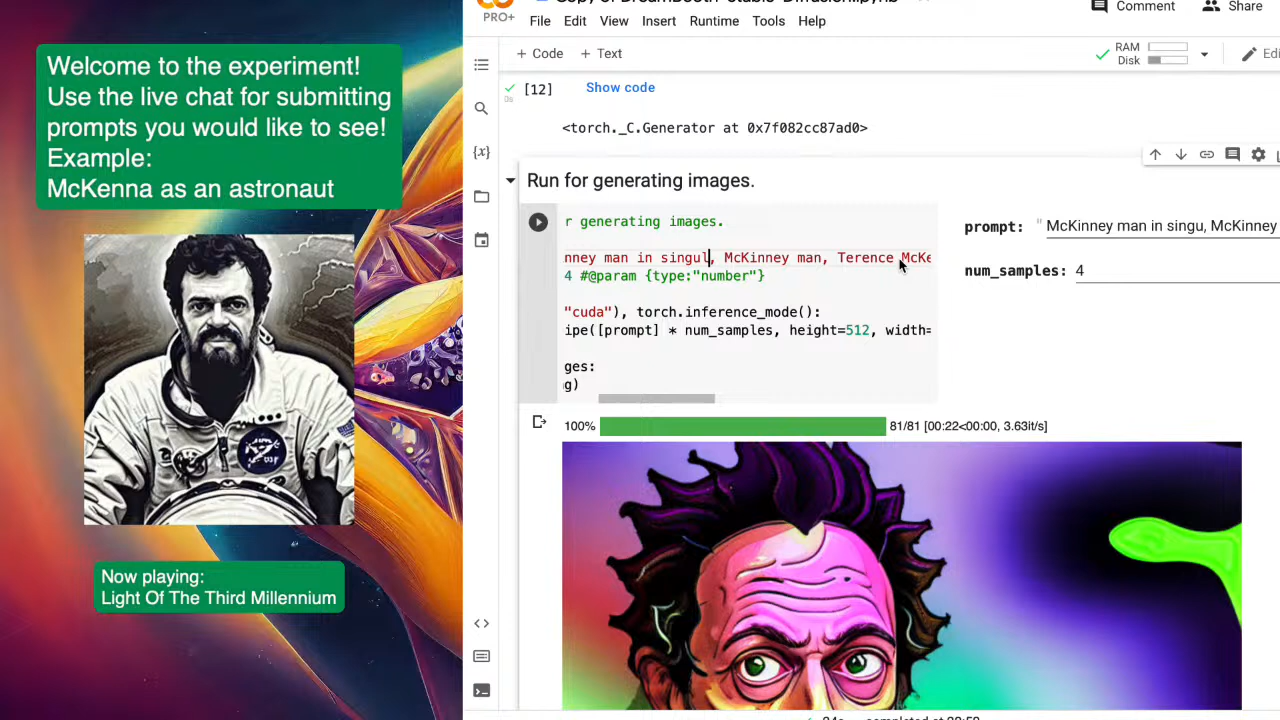 Welcome to the experiment!
Use the live chat for submitting
prompts you would like to see!
Example:
McKenna as an astronaut
Now playing:
Light Of The Third Millennium
PRO+
File Edit View Insert Runtime Tools Help
Comment Share
+ Code + Text
RAM
Disk
Edi
[12] Show code
0s
<torch._C.Generator at 0x7f082cc87ad0>
Run for generating images.
r generating images.
nney man in singul, McKinney man, Terence McKe
4 #@param {type:"number"}
"cuda"), torch.inference_mode():
ipe([prompt] * num_samples, height=512, width=
ges:
g)
prompt: " McKinney man in singu, McKinney
num_samples: 4
100% 81/81 [00:22<00:00, 3.63it/s]